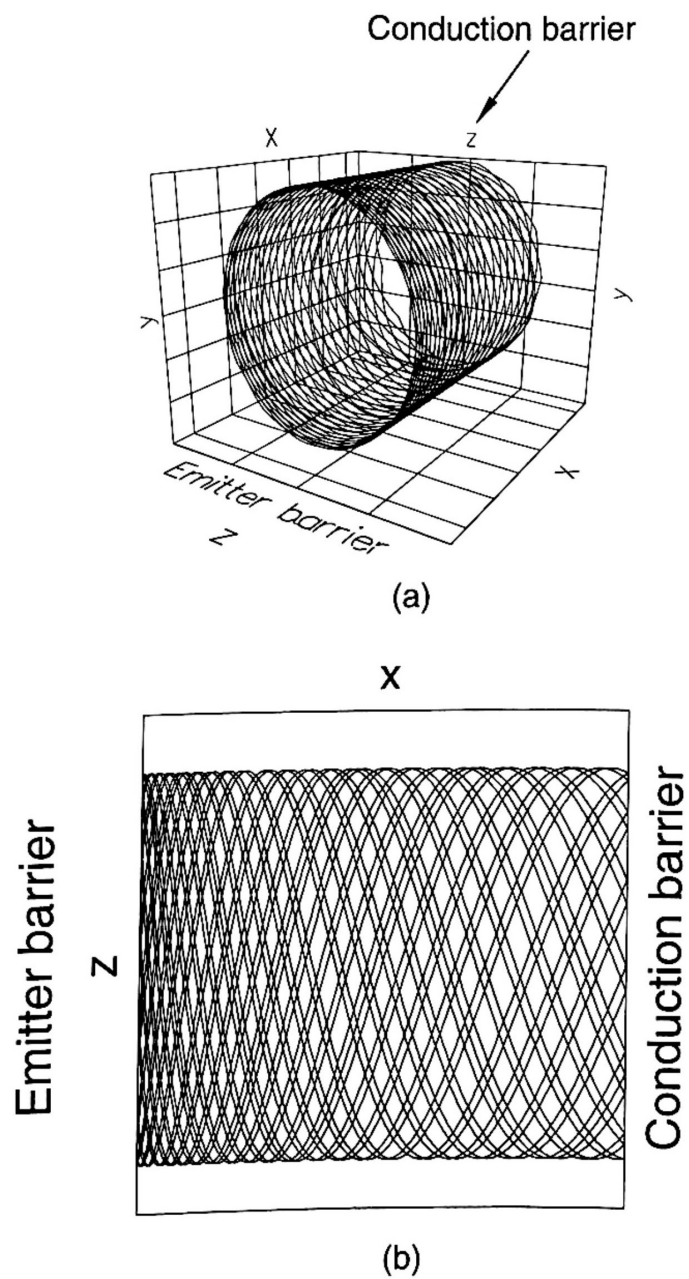 Conduction barrier
X
z
y
y
X
Emitter barrier
Z
(a)
X
Emitter barrier
Z
Conduction barrier
(b)